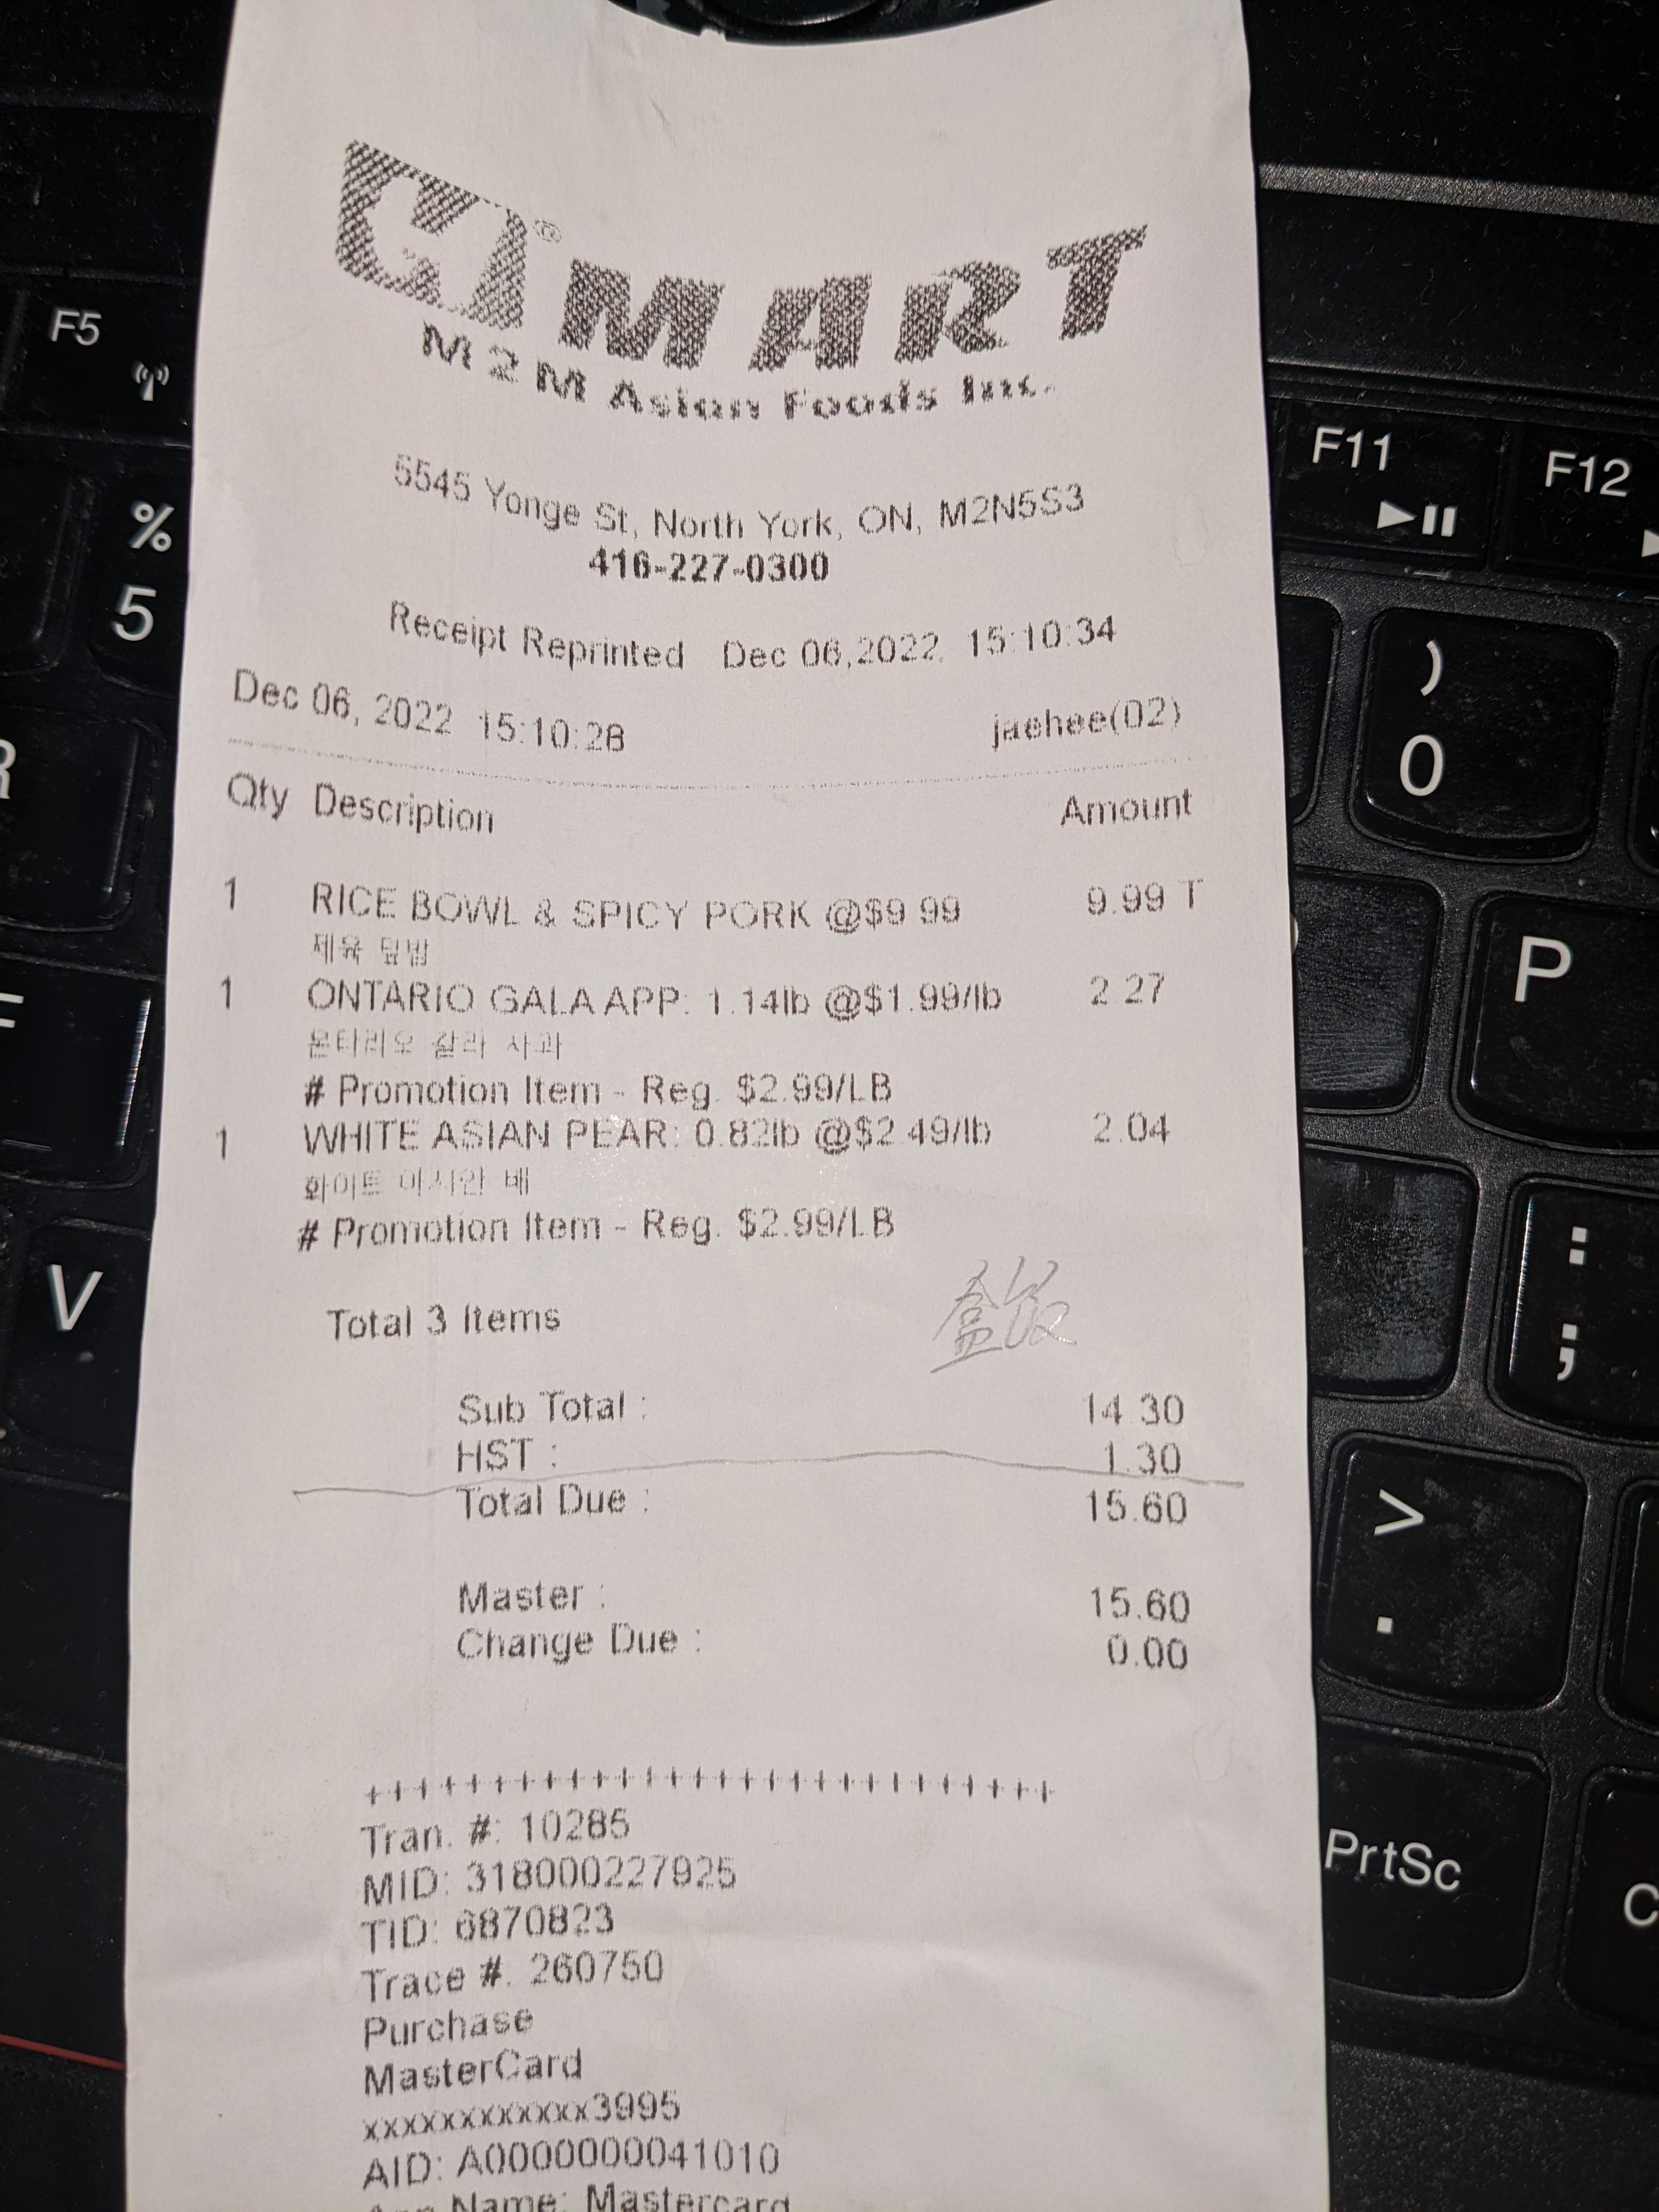 H MART
M2M Asian Foods Inc.
5545 Yonge St, North York, ON, M2N5S3
416-227-0300
Receipt Reprinted Dec 06,2022 15:10:34
Dec 06, 2022 15:10:28 jaehee(02)
Qty Description Amount
1 RICE BOWL & SPICY PORK @$9.99 9.99 T
제육 덮밥
1 ONTARIO GALA APP: 1.14lb @$1.99/lb 2.27
온타리오 갈라 사과
# Promotion Item - Reg. $2.99/LB
1 WHITE ASIAN PEAR: 0.82lb @$2.49/lb 2.04
화이트 아시안 배
# Promotion Item - Reg. $2.99/LB
盒饭
Total 3 Items
Sub Total : 14.30
HST : 1.30
Total Due : 15.60
Master : 15.60
Change Due : 0.00
++++++++++++++++++++++++++++
Tran. #: 10285
MID: 318000227925
TID: 6870823
Trace #. 260750
Purchase
MasterCard
xxxxxxxxxxxx3995
AID: A0000000041010
App Name: Mastercard
F5
%
5
R
F
V
F11
F12
)
0
P
:
;
>
.
PrtSc
C